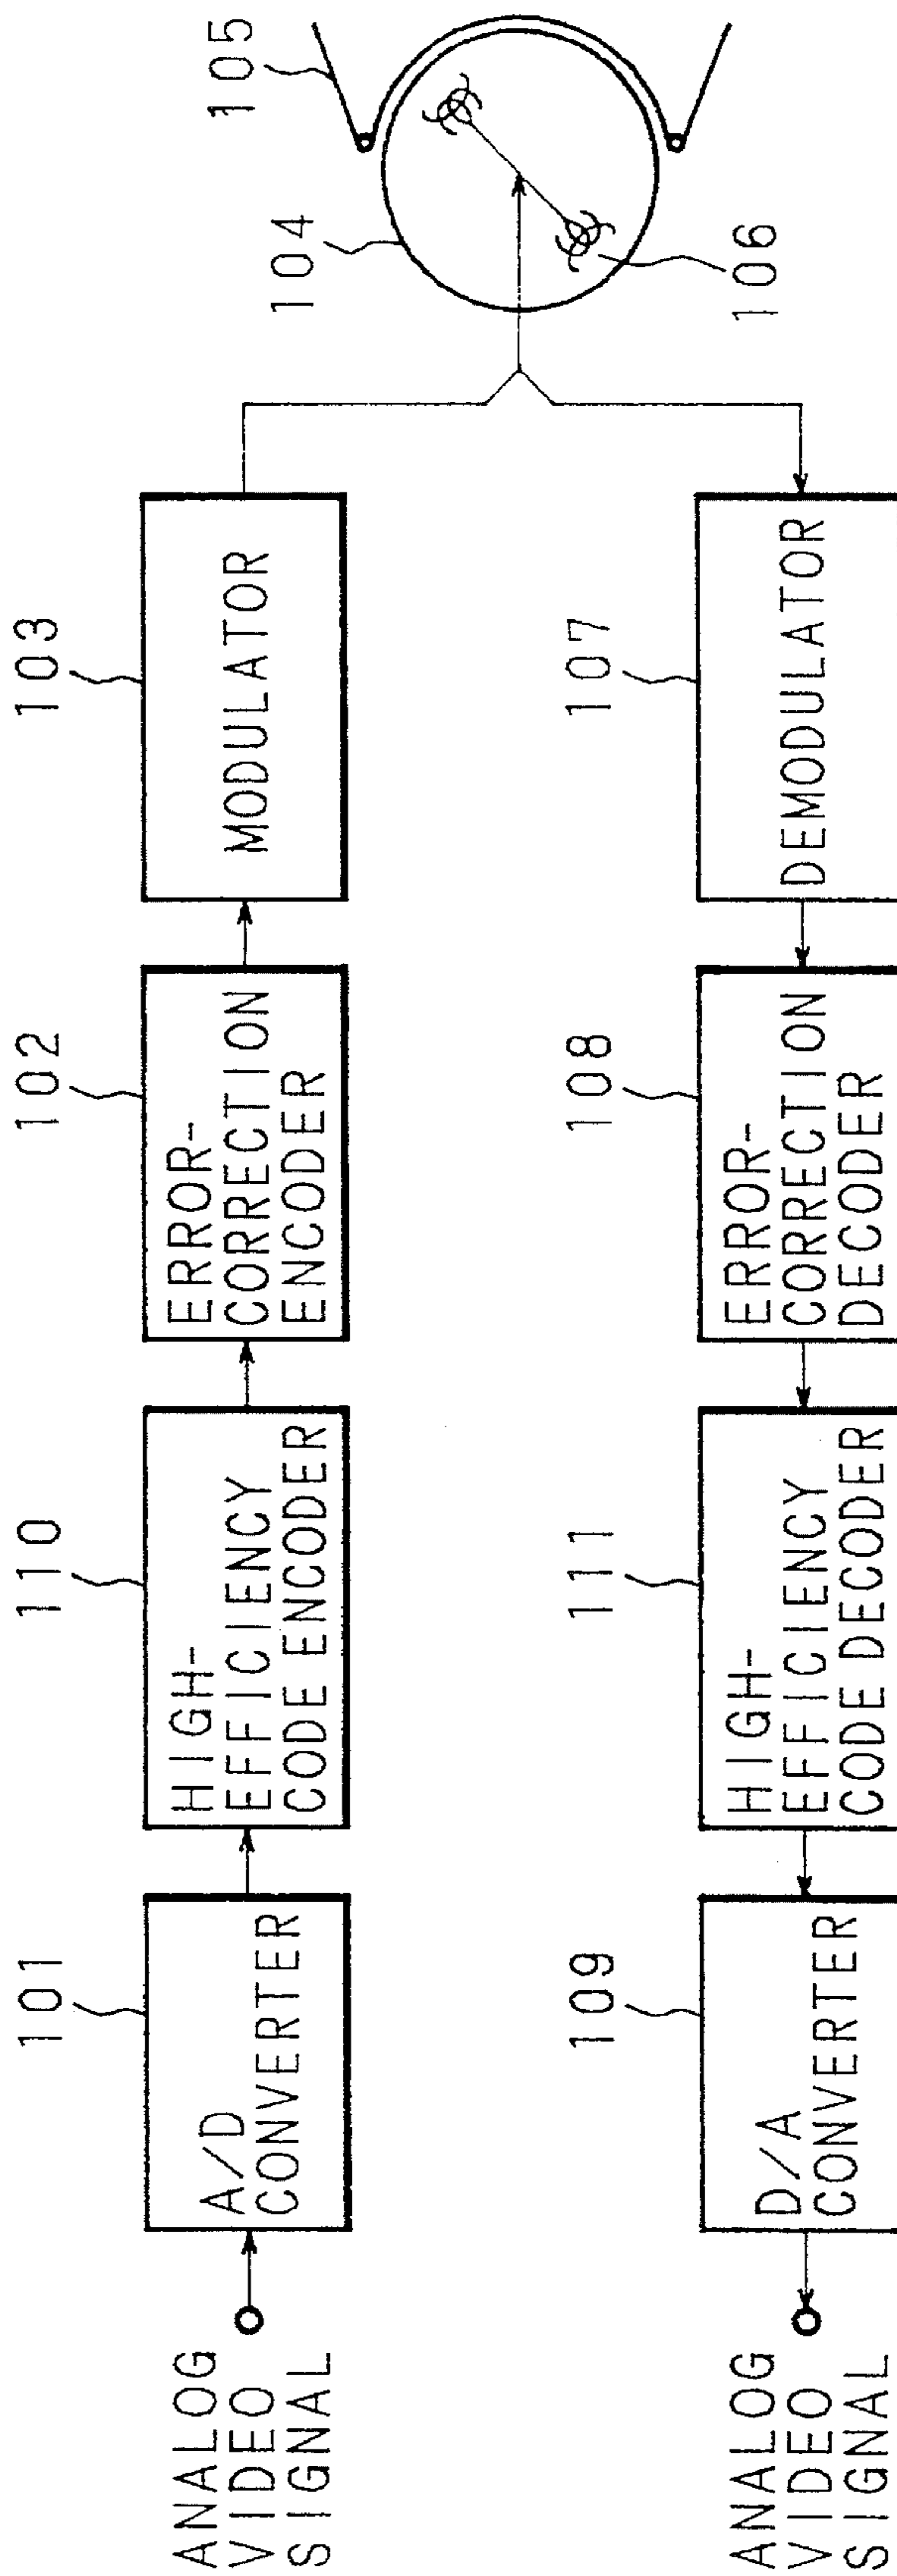 101
110
102
103
104
105
ANALOG
VIDEO
SIGNAL
A/D
CONVERTER
HIGH-
EFFICIENCY
CODE ENCODER
ERROR-
CORRECTION
ENCODER
MODULATOR
106
109
111
108
107
ANALOG
VIDEO
SIGNAL
D/A
CONVERTER
HIGH-
EFFICIENCY
CODE DECODER
ERROR-
CORRECTION
DECODER
DEMODULATOR